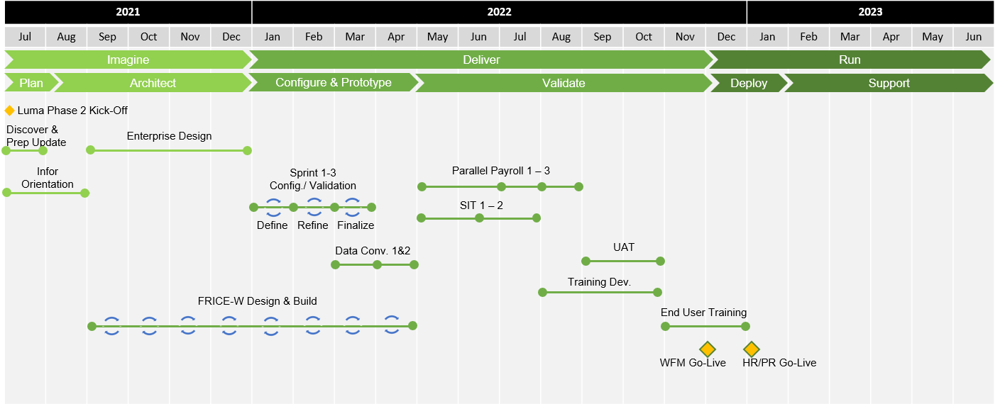 2021 2022 2023
Jul Aug Sep Oct Nov Dec Jan Feb Mar Apr May Jun Jul Aug Sep Oct Nov Dec Jan Feb Mar Apr May Jun
Imagine Deliver Run
Plan Architect Configure & Prototype Validate Deploy Support
Luma Phase 2 Kick-Off
Discover &
Prep Update
Enterprise Design
Infor
Orientation
Sprint 1-3
Config./ Validation
Define Refine Finalize
Parallel Payroll 1 – 3
SIT 1 – 2
Data Conv. 1&2
UAT
Training Dev.
FRICE-W Design & Build
End User Training
WFM Go-Live HR/PR Go-Live